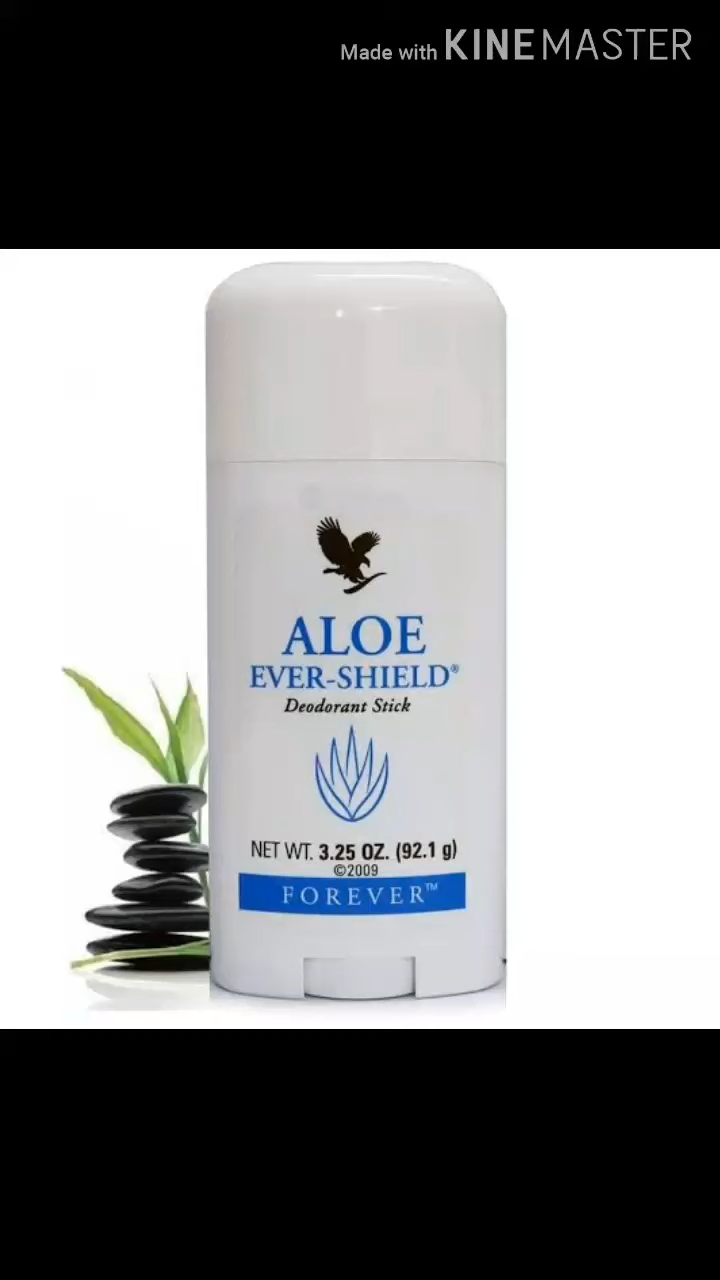 Made with KINEMASTER
ALOE
EVER-SHIELD®
Deodorant Stick
NET WT. 3.25 OZ. (92.1 g)
©2009
FOREVER™